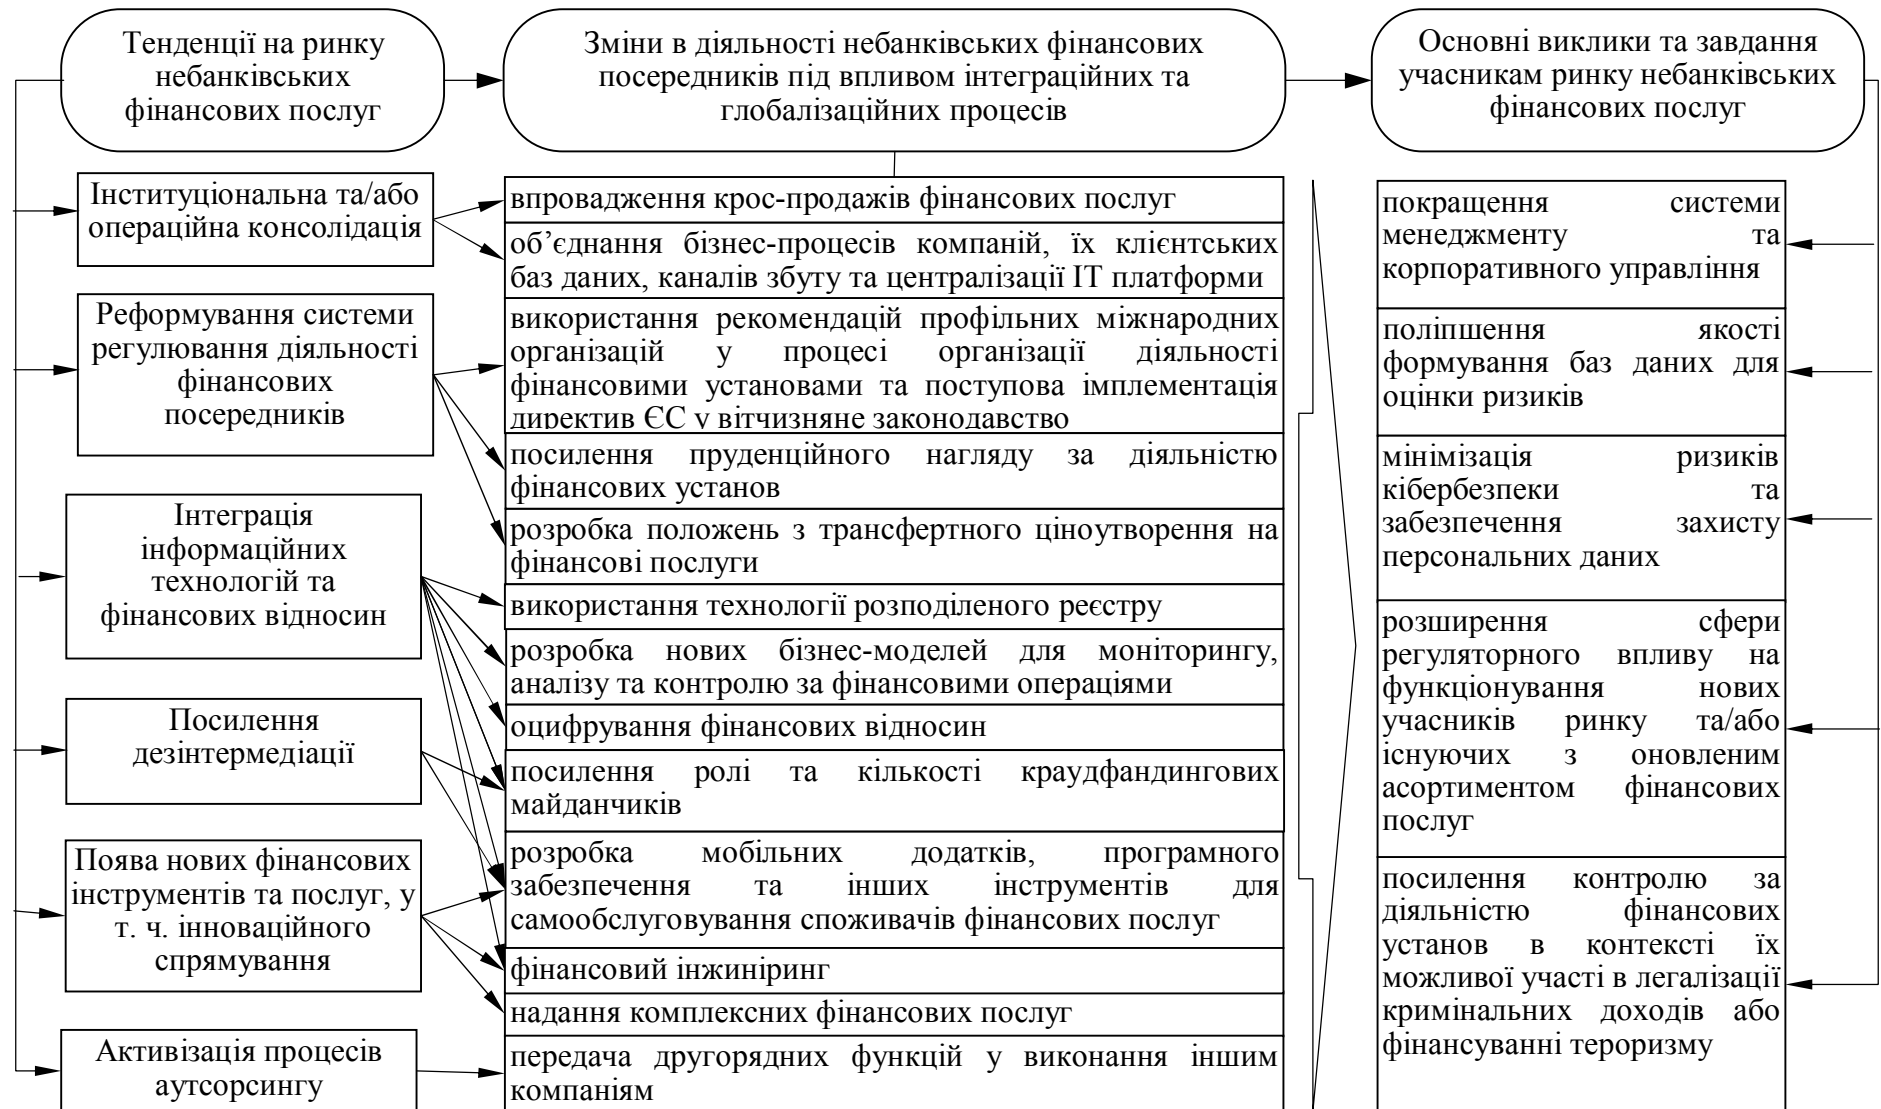 Тенденції на ринку
небанківських
фінансових послуг
Зміни в діяльності небанківських фінансових
посередників під впливом інтеграційних та
глобалізаційних процесів
Основні виклики та завдання
учасникам ринку небанківських
фінансових послуг
Інституціональна та/або
операційна консолідація
Реформування системи
регулювання діяльності
фінансових
посередників
Інтеграція
інформаційних
технологій та
фінансових відносин
Посилення
дезінтермедіації
Поява нових фінансових
інструментів та послуг, у
т. ч. інноваційного
спрямування
Активізація процесів
аутсорсингу
впровадження крос-продажів фінансових послуг
об’єднання бізнес-процесів компаній, їх клієнтських
баз даних, каналів збуту та централізації ІТ платформи
використання рекомендацій профільних міжнародних
організацій у процесі організації діяльності
фінансовими установами та поступова імплементація
директив ЄС у вітчизняне законодавство
посилення пруденційного нагляду за діяльністю
фінансових установ
розробка положень з трансфертного ціноутворення на
фінансові послуги
використання технології розподіленого реєстру
розробка нових бізнес-моделей для моніторингу,
аналізу та контролю за фінансовими операціями
оцифрування фінансових відносин
посилення ролі та кількості краудфандингових
майданчиків
розробка мобільних додатків, програмного
забезпечення та інших інструментів для
самообслуговування споживачів фінансових послуг
фінансовий інжиніринг
надання комплексних фінансових послуг
передача другорядних функцій у виконання іншим
компаніям
покращення системи
менеджменту та
корпоративного управління
поліпшення якості
формування баз даних для
оцінки ризиків
мінімізація ризиків
кібербезпеки та
забезпечення захисту
персональних даних
розширення сфери
регуляторного впливу на
функціонування нових
учасників ринку та/або
існуючих з оновленим
асортиментом фінансових
послуг
посилення контролю за
діяльністю фінансових
установ в контексті їх
можливої участі в легалізації
кримінальних доходів або
фінансуванні тероризму